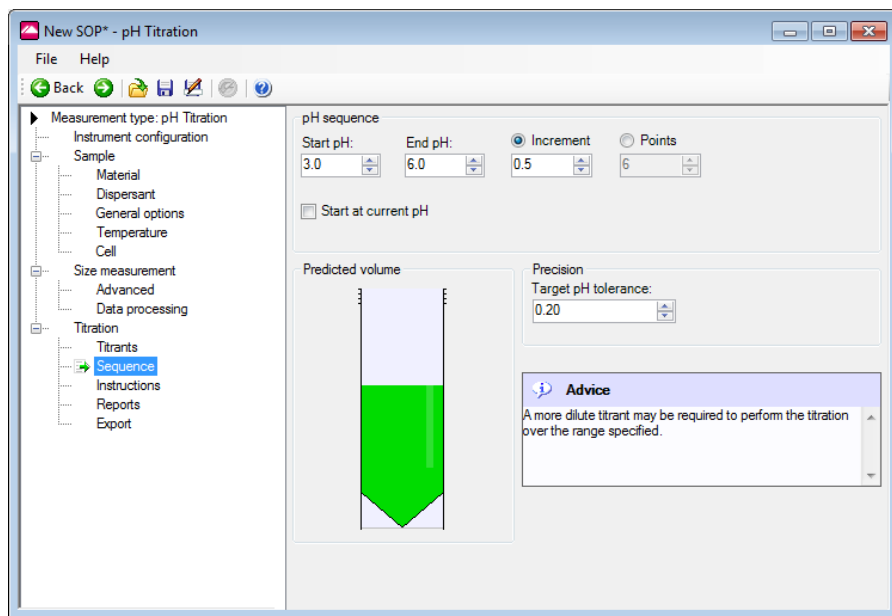 New SOP* - pH Titration
File Help
Back
Measurement type: pH Titration
Instrument configuration
Sample
Material
Dispersant
General options
Temperature
Cell
Size measurement
Advanced
Data processing
Titration
Titrants
Sequence
Instructions
Reports
Export
pH sequence
Start pH: End pH: Increment Points
3.0 6.0 0.5 6
Start at current pH
Predicted volume
Precision
Target pH tolerance:
0.20
Advice
A more dilute titrant may be required to perform the titration
over the range specified.